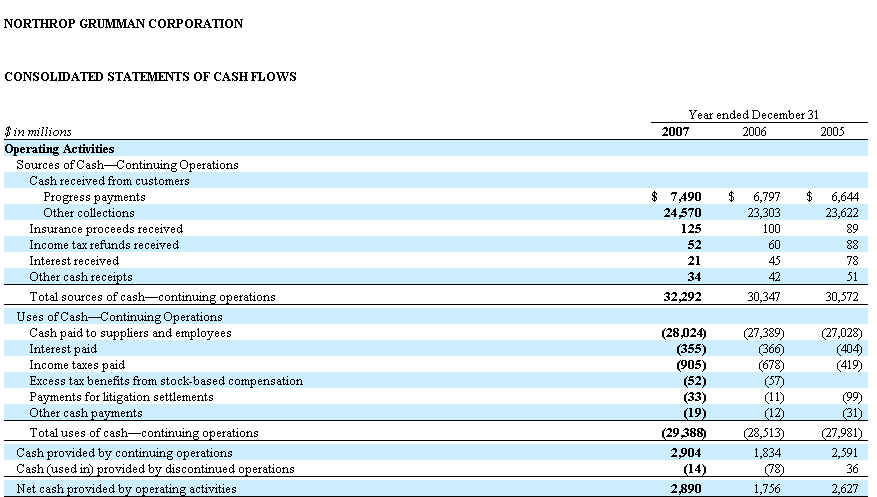 NORTHROP GRUMMAN CORPORATION
CONSOLIDATED STATEMENTS OF CASH FLOWS
Year ended December 31
$ in millions 2007 2006 2005
Operating Activities
Sources of Cash—Continuing Operations
Cash received from customers
Progress payments $ 7,490 $ 6,797 $ 6,644
Other collections 24,570 23,303 23,622
Insurance proceeds received 125 100 89
Income tax refunds received 52 60 88
Interest received 21 45 78
Other cash receipts 34 42 51
Total sources of cash—continuing operations 32,292 30,347 30,572
Uses of Cash—Continuing Operations
Cash paid to suppliers and employees (28,024) (27,389) (27,028)
Interest paid (355) (366) (404)
Income taxes paid (905) (678) (419)
Excess tax benefits from stock-based compensation (52) (57)
Payments for litigation settlements (33) (11) (99)
Other cash payments (19) (12) (31)
Total uses of cash—continuing operations (29,388) (28,513) (27,981)
Cash provided by continuing operations 2,904 1,834 2,591
Cash (used in) provided by discontinued operations (14) (78) 36
Net cash provided by operating activities 2,890 1,756 2,627